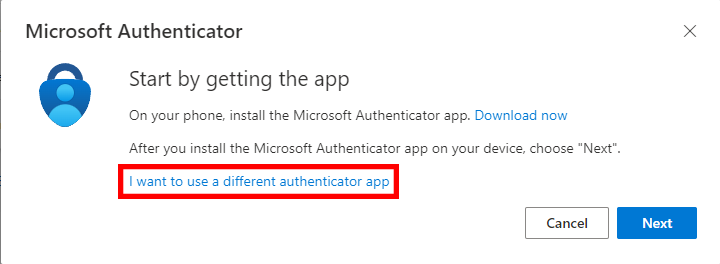 Microsoft Authenticator
Start by getting the app
On your phone, install the Microsoft Authenticator app. Download now
After you install the Microsoft Authenticator app on your device, choose "Next".
I want to use a different authenticator app
Cancel
Next